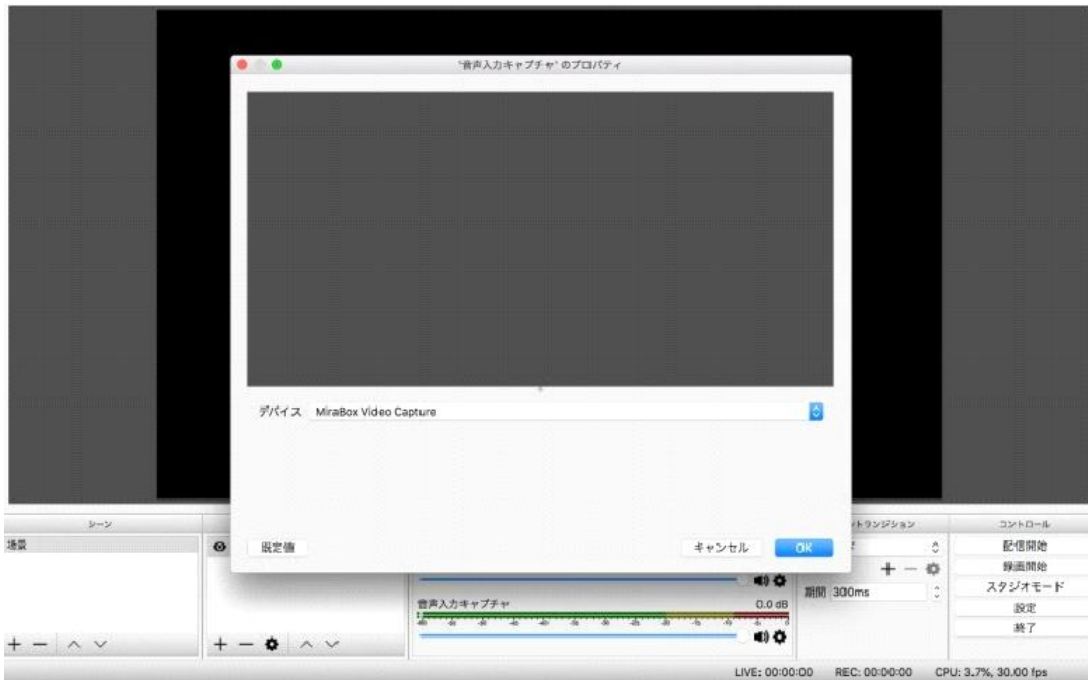 "音声入力キャプチャ" のプロパティ
デバイス MiraBox Video Capture
既定値
キャンセル
OK
シーン
場景
トランジション
期間 300ms
音声入力キャプチャ
0.0 dB
コントロール
配信開始
録画開始
スタジオモード
設定
終了
LIVE: 00:00:00
REC: 00:00:00
CPU: 3.7%, 30.00 fps